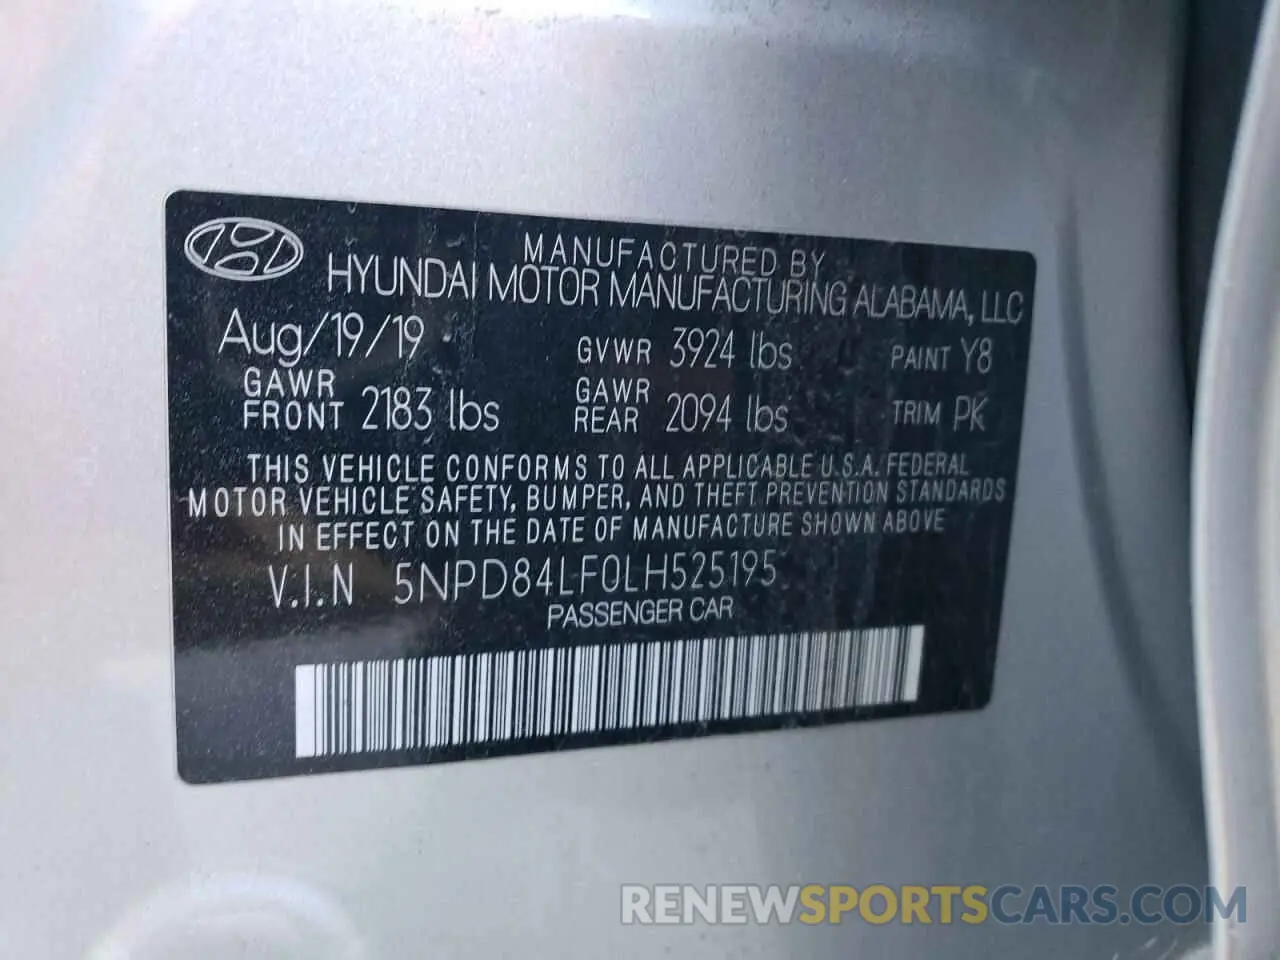 MANUFACTURED BY
HYUNDAI MOTOR MANUFACTURING ALABAMA, LLC
Aug/19/19 GVWR 3924 lbs PAINT Y8
GAWR FRONT 2183 lbs GAWR REAR 2094 lbs TRIM PK
THIS VEHICLE CONFORMS TO ALL APPLICABLE U.S.A. FEDERAL
MOTOR VEHICLE SAFETY, BUMPER, AND THEFT PREVENTION STANDARDS
IN EFFECT ON THE DATE OF MANUFACTURE SHOWN ABOVE
V.I.N 5NPD84LF0LH525195
PASSENGER CAR
RENEWSPORTSCARS.COM